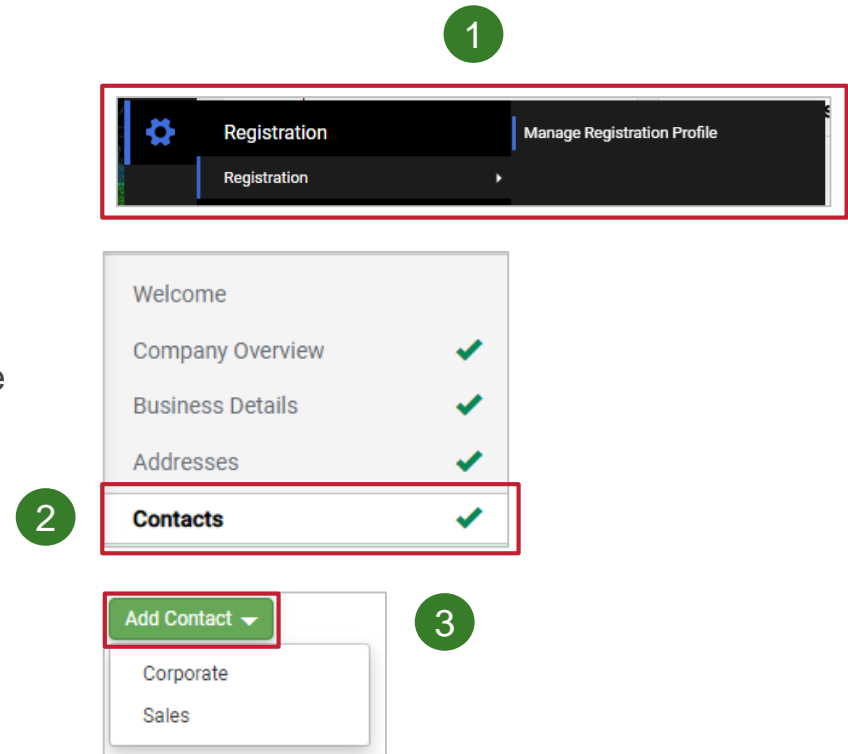 1
Registration Manage Registration Profile
Registration
Welcome
Company Overview
Business Details
e
Addresses
2 Contacts
Add Contact 3
Corporate
Sales